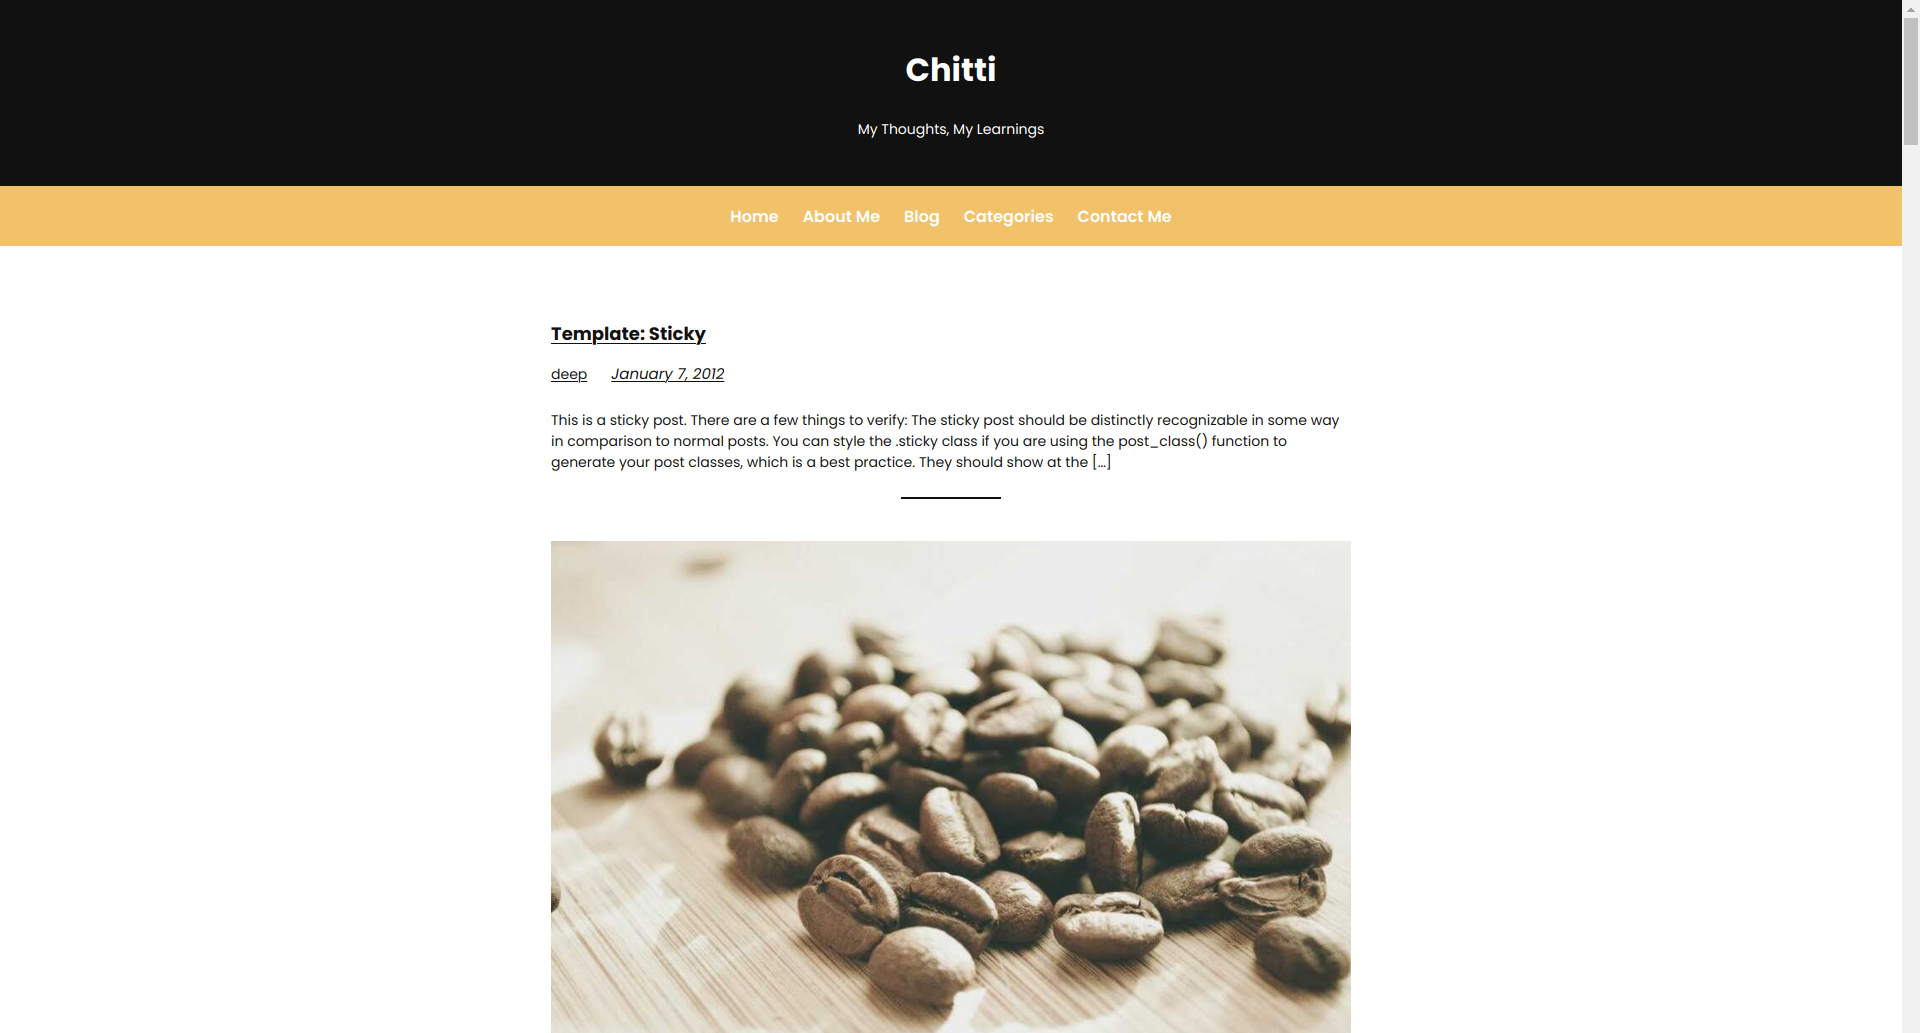 Chitti
My Thoughts, My Learnings
Home About Me Blog Categories Contact Me
Template: Sticky
deep January 7, 2012
This is a sticky post. There are a few things to verify: The sticky post should be distinctly recognizable in some way
in comparison to normal posts. You can style the .sticky class if you are using the post_class() function to
generate your post classes, which is a best practice. They should show at the […]